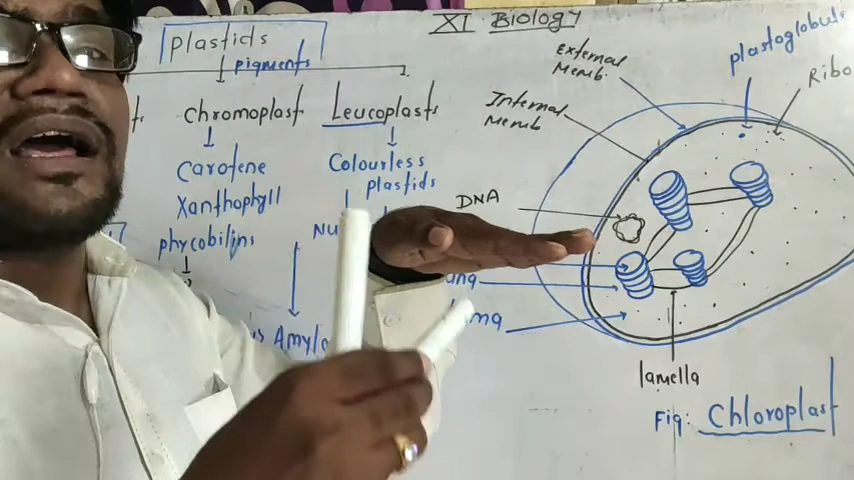 XI Biology
plastids
pigments
chromoplast
Leucoplasts
Carotene
Xanthophyll
phycobilins
Colourless
plastids
Amylo
External
Memb.
Internal
Memb
plastoglobuli
Ribo
DNA
lamella
Fig: Chloroplast